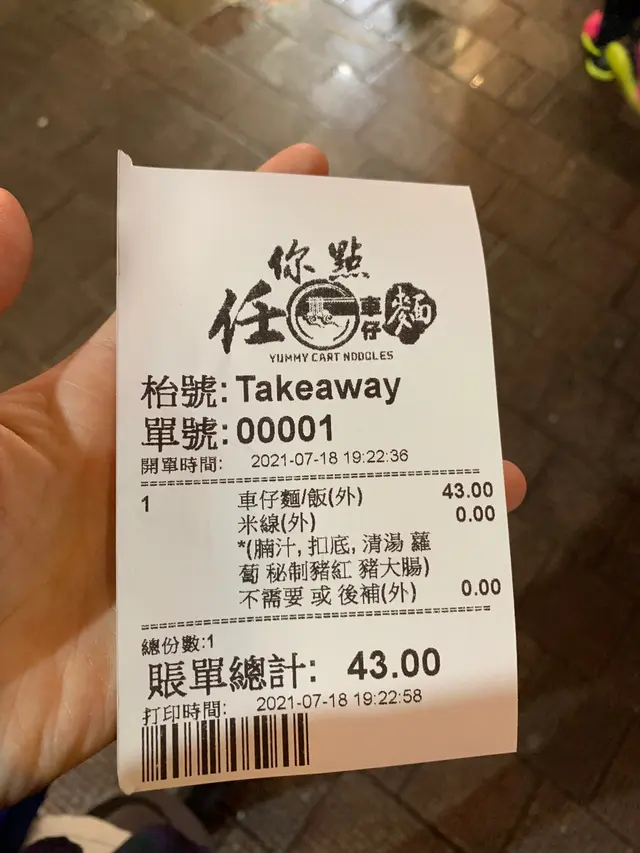 你點
任 車仔麵
YUMMY CART NOODLES
枱號: Takeaway
單號: 00001
開單時間: 2021-07-18 19:22:36
1 車仔麵/飯(外) 43.00
米線(外) 0.00
*(腩汁, 扣底, 清湯 蘿
蔔 秘制豬紅 豬大腸)
不需要 或 後補(外) 0.00
總份數:1
賬單總計: 43.00
打印時間: 2021-07-18 19:22:58